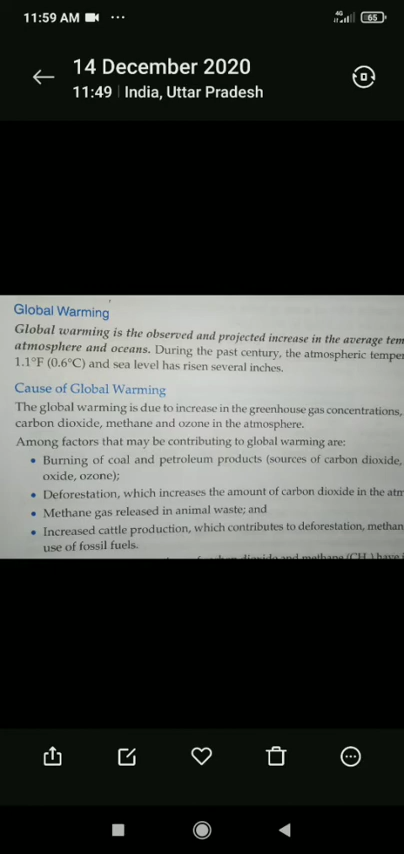 11:59 AM ...
4G 65
14 December 2020
11:49 | India, Uttar Pradesh
Global Warming
Global warming is the observed and projected increase in the average tem
atmosphere and oceans. During the past century, the atmospheric temper
1.1°F (0.6°C) and sea level has risen several inches.
Cause of Global Warming
The global warming is due to increase in the greenhouse gas concentrations,
carbon dioxide, methane and ozone in the atmosphere.
Among factors that may be contributing to global warming are:
• Burning of coal and petroleum products (sources of carbon dioxide,
oxide, ozone);
• Deforestation, which increases the amount of carbon dioxide in the atm
• Methane gas released in animal waste; and
• Increased cattle production, which contributes to deforestation, methan
use of fossil fuels.
dioxide and methane (CH ) have